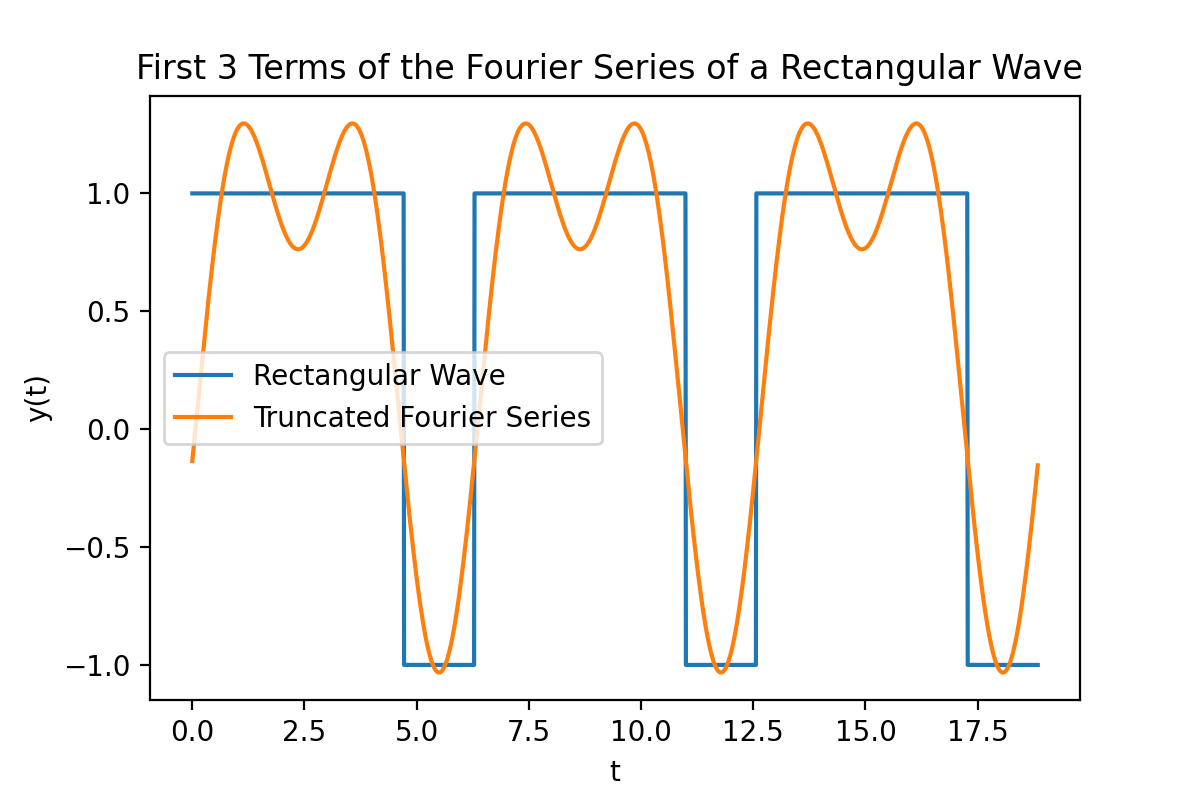 First 3 Terms of the Fourier Series of a Rectangular Wave
1.0
0.5
0.0
−0.5
−1.0
y(t)
Rectangular Wave
Truncated Fourier Series
0.0 2.5 5.0 7.5 10.0 12.5 15.0 17.5
t